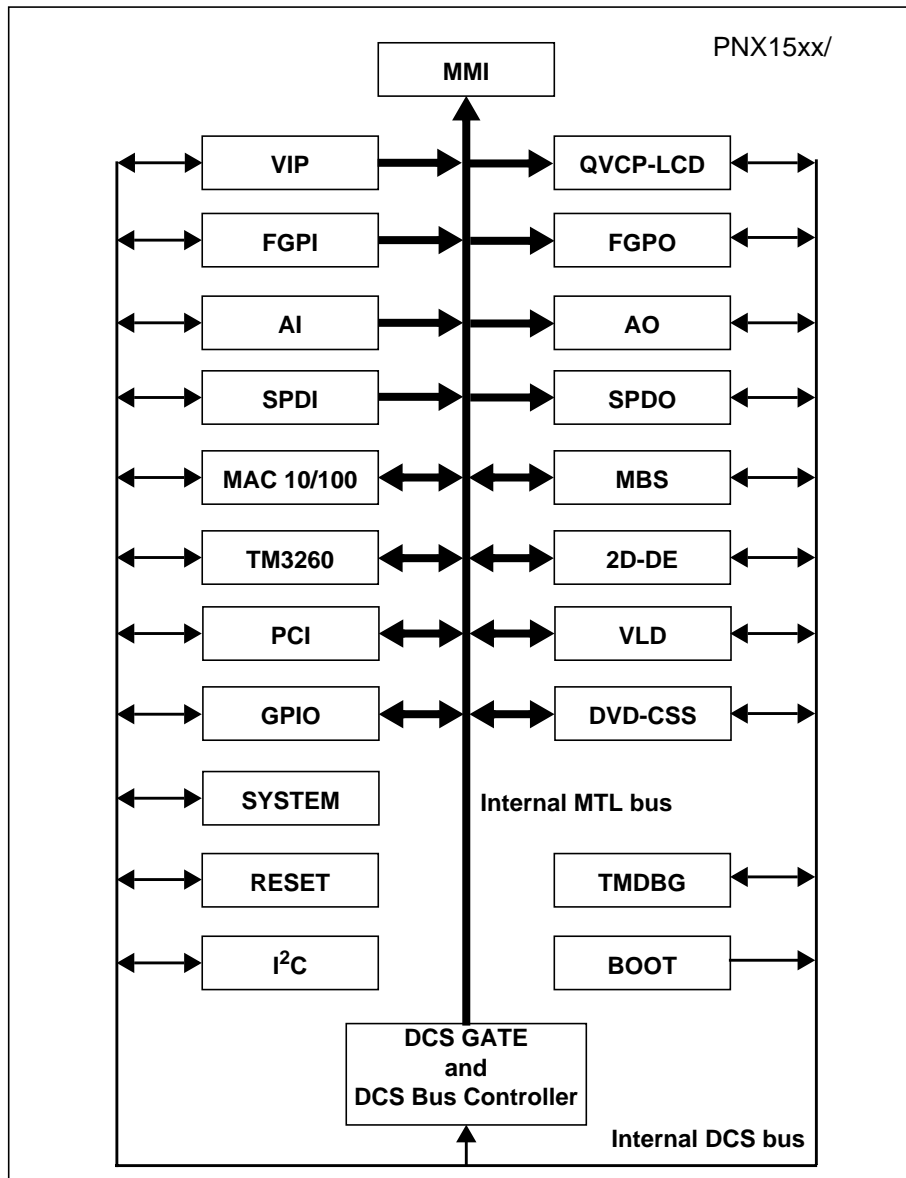 PNX15xx/
MMI
VIP
QVCP-LCD
FGPI
FGPO
AI
AO
SPDI
SPDO
MAC 10/100
MBS
TM3260
2D-DE
PCI
VLD
GPIO
DVD-CSS
SYSTEM
Internal MTL bus
RESET
TMDBG
I²C
BOOT
DCS GATE
and
DCS Bus Controller
Internal DCS bus